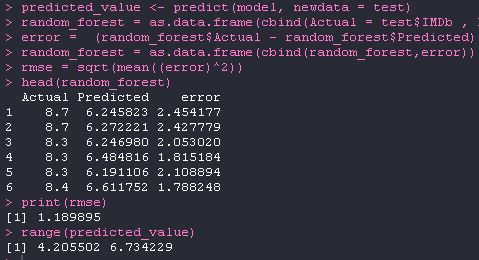 > predicted_value <- predict(model, newdata = test)
> random_forest = as.data.frame(cbind(Actual = test$IMDb ,
> error =  (random_forest$Actual - random_forest$Predicted)
> random_forest = as.data.frame(cbind(random_forest,error))
> rmse = sqrt(mean((error)^2))
> head(random_forest)
  Actual Predicted    error
1    8.7  6.245823 2.454177
2    8.7  6.272221 2.427779
3    8.3  6.246980 2.053020
4    8.3  6.484816 1.815184
5    8.3  6.191106 2.108894
6    8.4  6.611752 1.788248
> print(rmse)
[1] 1.189895
> range(predicted_value)
[1] 4.205502 6.734229
>